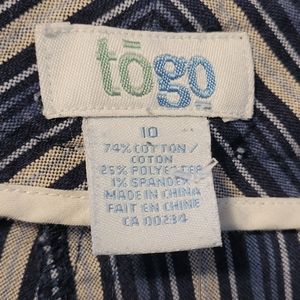 tōgo
10
74% COTTON /
COTON
25% POLYESTER
1% SPANDEX
MADE IN CHINA
FAIT EN CHINE
CA 00234